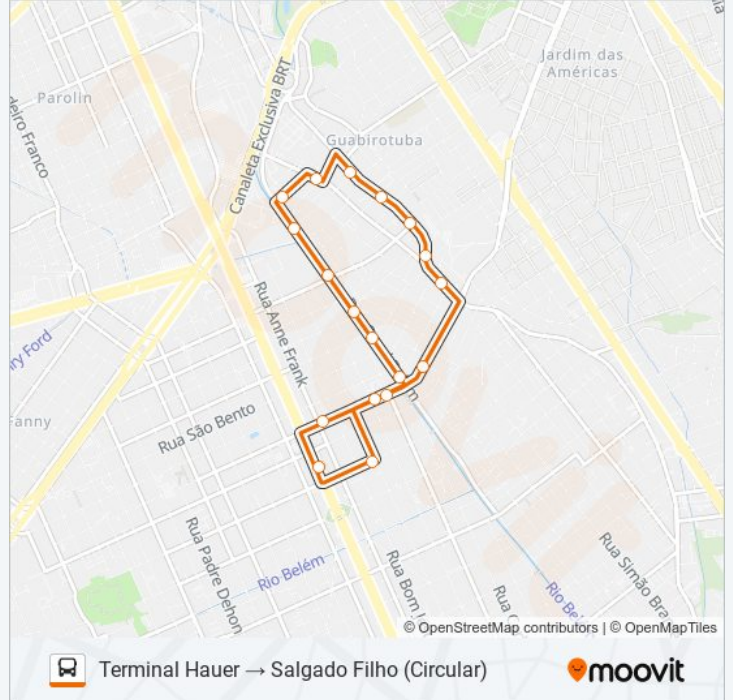 Jardim das
Américas
Parolin
Canaleta Exclusiva BRT
Guabirotuba
Rua Anne Frank
Fanny
Rua São Bento
Rua Padre Dehon
Rio Belém
Rua Simão Bra
Rua Bom
© OpenStreetMap contributors | © OpenMapTiles
Terminal Hauer → Salgado Filho (Circular)
moovit